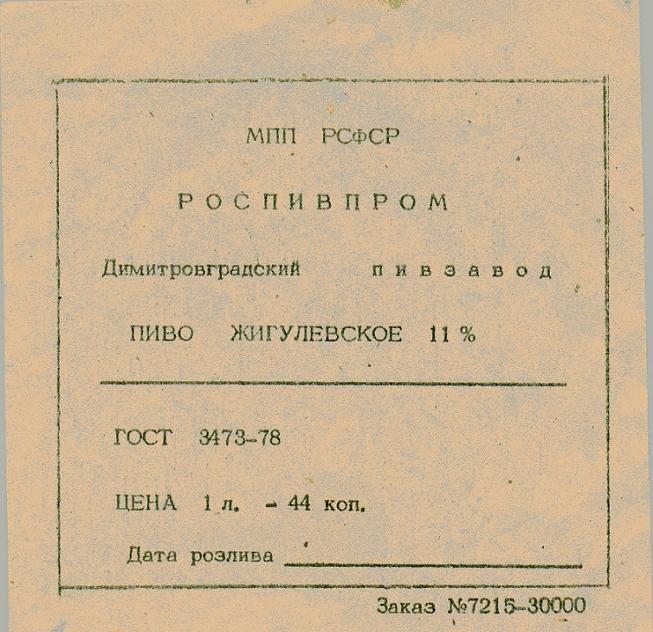 МПП РСФСР
РОСПИВПРОМ
Димитровградский пивзавод
ПИВО ЖИГУЛЕВСКОЕ 11 %
ГОСТ 3473-78
ЦЕНА 1 л. - 44 коп.
Дата розлива
Заказ №7215-30000